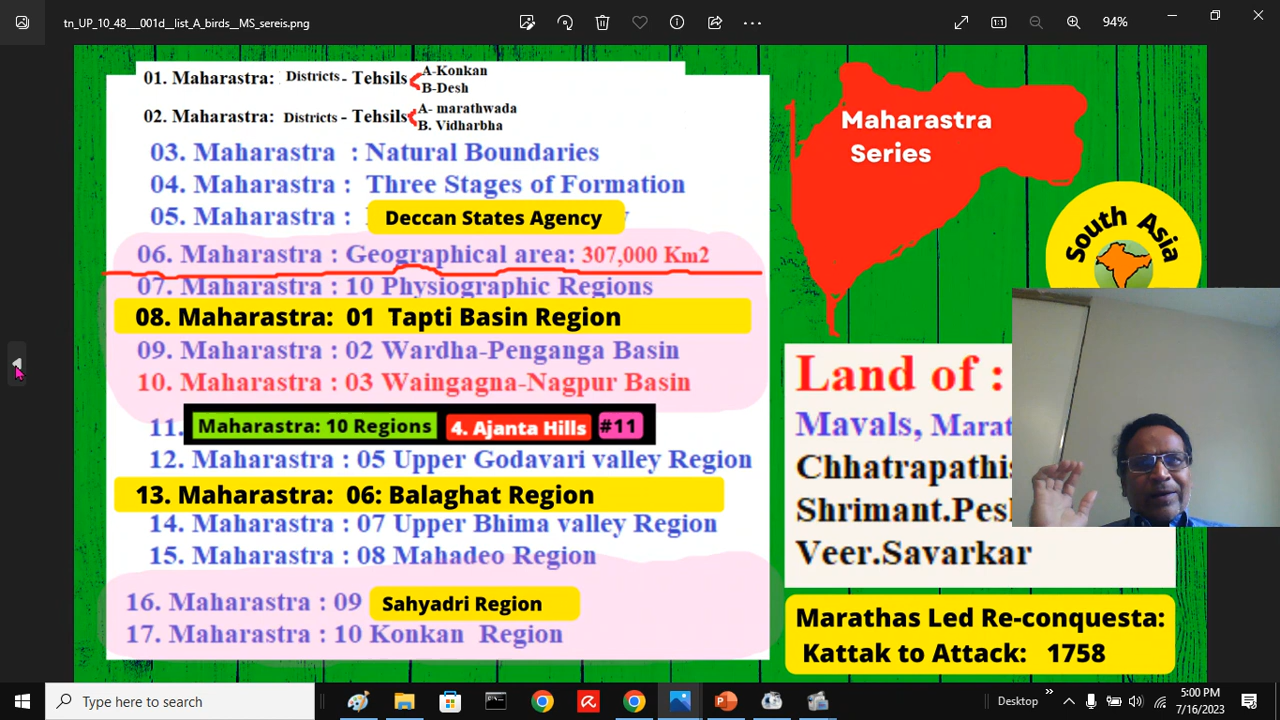 tn_UP_10_48__001d__list_A_birds__MS_sereis.png
94%
01. Maharastra: Districts - Tehsils
A-Konkan
B-Desh
02. Maharastra: Districts - Tehsils
A- marathwada
B. Vidharbha
03. Maharastra : Natural Boundaries
04. Maharastra : Three Stages of Formation
05. Maharastra : Deccan States Agency
06. Maharastra : Geographical area: 307,000 Km2
07. Maharastra : 10 Physiographic Regions
08. Maharastra: 01 Tapti Basin Region
09. Maharastra : 02 Wardha-Penganga Basin
10. Maharastra : 03 Waingagna-Nagpur Basin
11. Maharastra: 10 Regions 4. Ajanta Hills #11
12. Maharastra : 05 Upper Godavari valley Region
13. Maharastra: 06: Balaghat Region
14. Maharastra : 07 Upper Bhima valley Region
15. Maharastra : 08 Mahadeo Region
16. Maharastra : 09 Sahyadri Region
17. Maharastra : 10 Konkan Region
Maharastra
Series
South Asia
Land of :
Mavals,
Shrimant.
Veer.Savarkar
Marathas Led Re-conquesta:
Kattak to Attack: 1758
Type here to search
Desktop
5:00 PM
7/16/2023